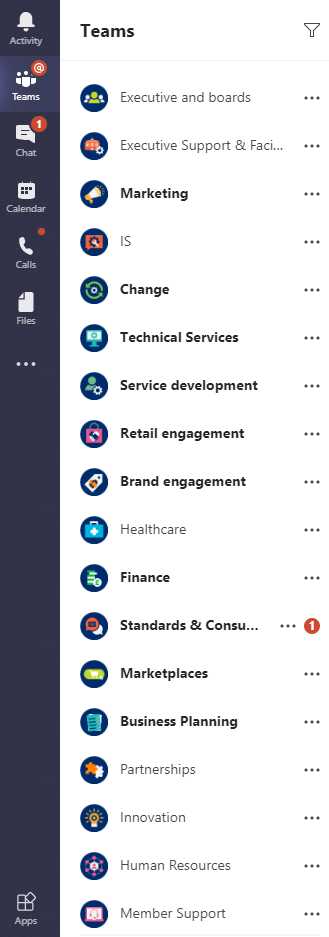 Activity
@
Teams
1
Chat
Calendar
Calls
Files
Apps
Teams
Executive and boards
Executive Support & Faci...
Marketing
IS
Change
Technical Services
Service development
Retail engagement
Brand engagement
Healthcare
Finance
Standards & Consu... 1
Marketplaces
Business Planning
Partnerships
Innovation
Human Resources
Member Support